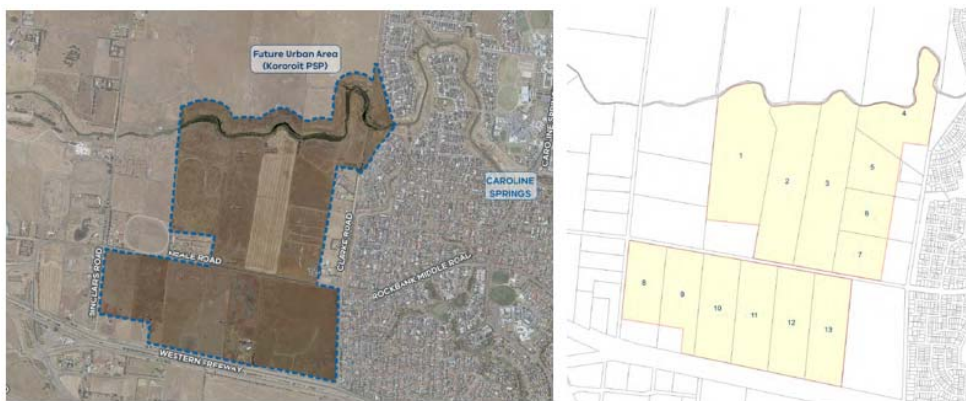 Future Urban Area
(Kororoit PSP)
CAROLINE
SPRINGS
CAROLINE SPRINGS
CLARKE ROAD
NEALE ROAD
SINCLAIRS ROAD
ROCKBANK MIDDLE ROAD
WESTERN FREEWAY
1
2
3
4
5
6
7
8
9
10
11
12
13